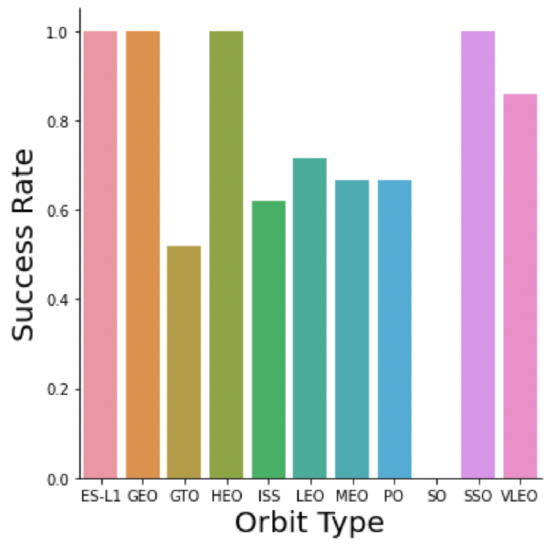 1.0
0.8
0.6
0.4
0.2
0.0
Success Rate
ES-L1 GEO GTO HEO ISS LEO MEO PO SO SSO VLEO
Orbit Type